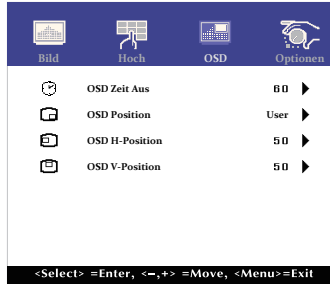 Bild Hoch OSD Optionen
OSD Zeit Aus 60
OSD Position User
OSD H-Position 50
OSD V-Position 50
<Select> =Enter, <–,+> =Move, <Menu>=Exit